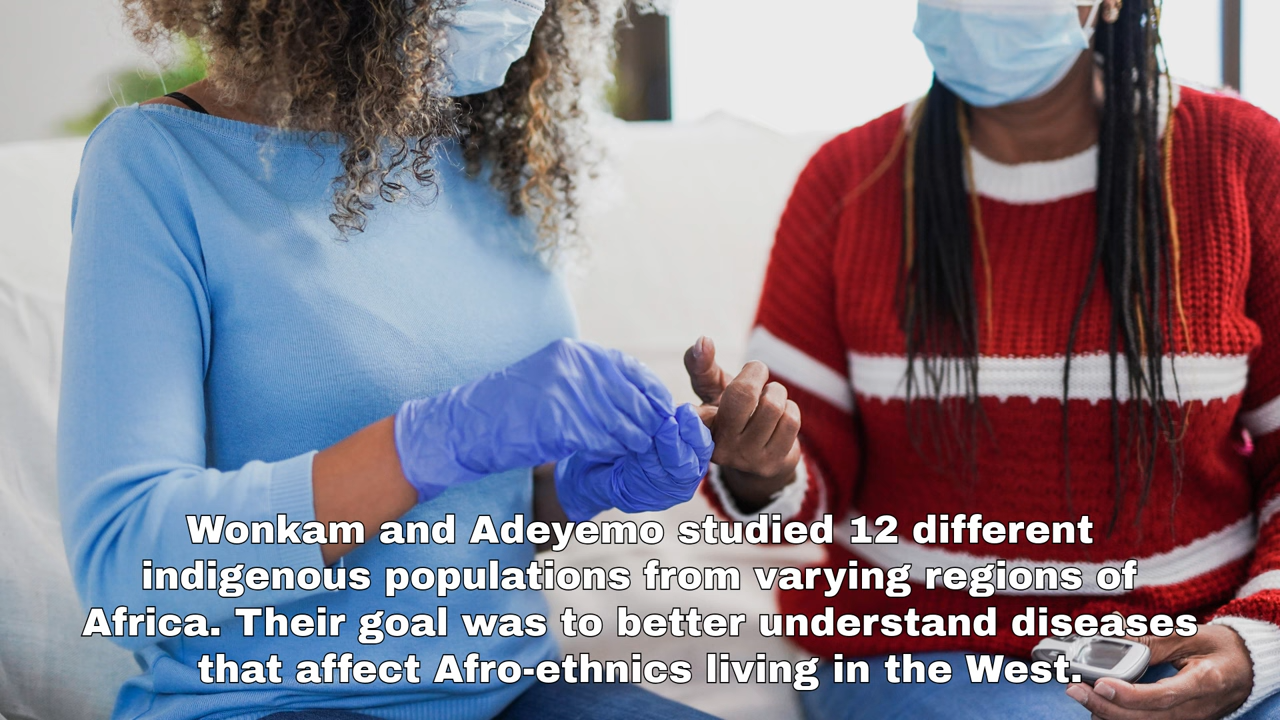 Wonkam and Adeyemo studied 12 different
indigenous populations from varying regions of
Africa. Their goal was to better understand diseases
that affect Afro-ethnics living in the West.